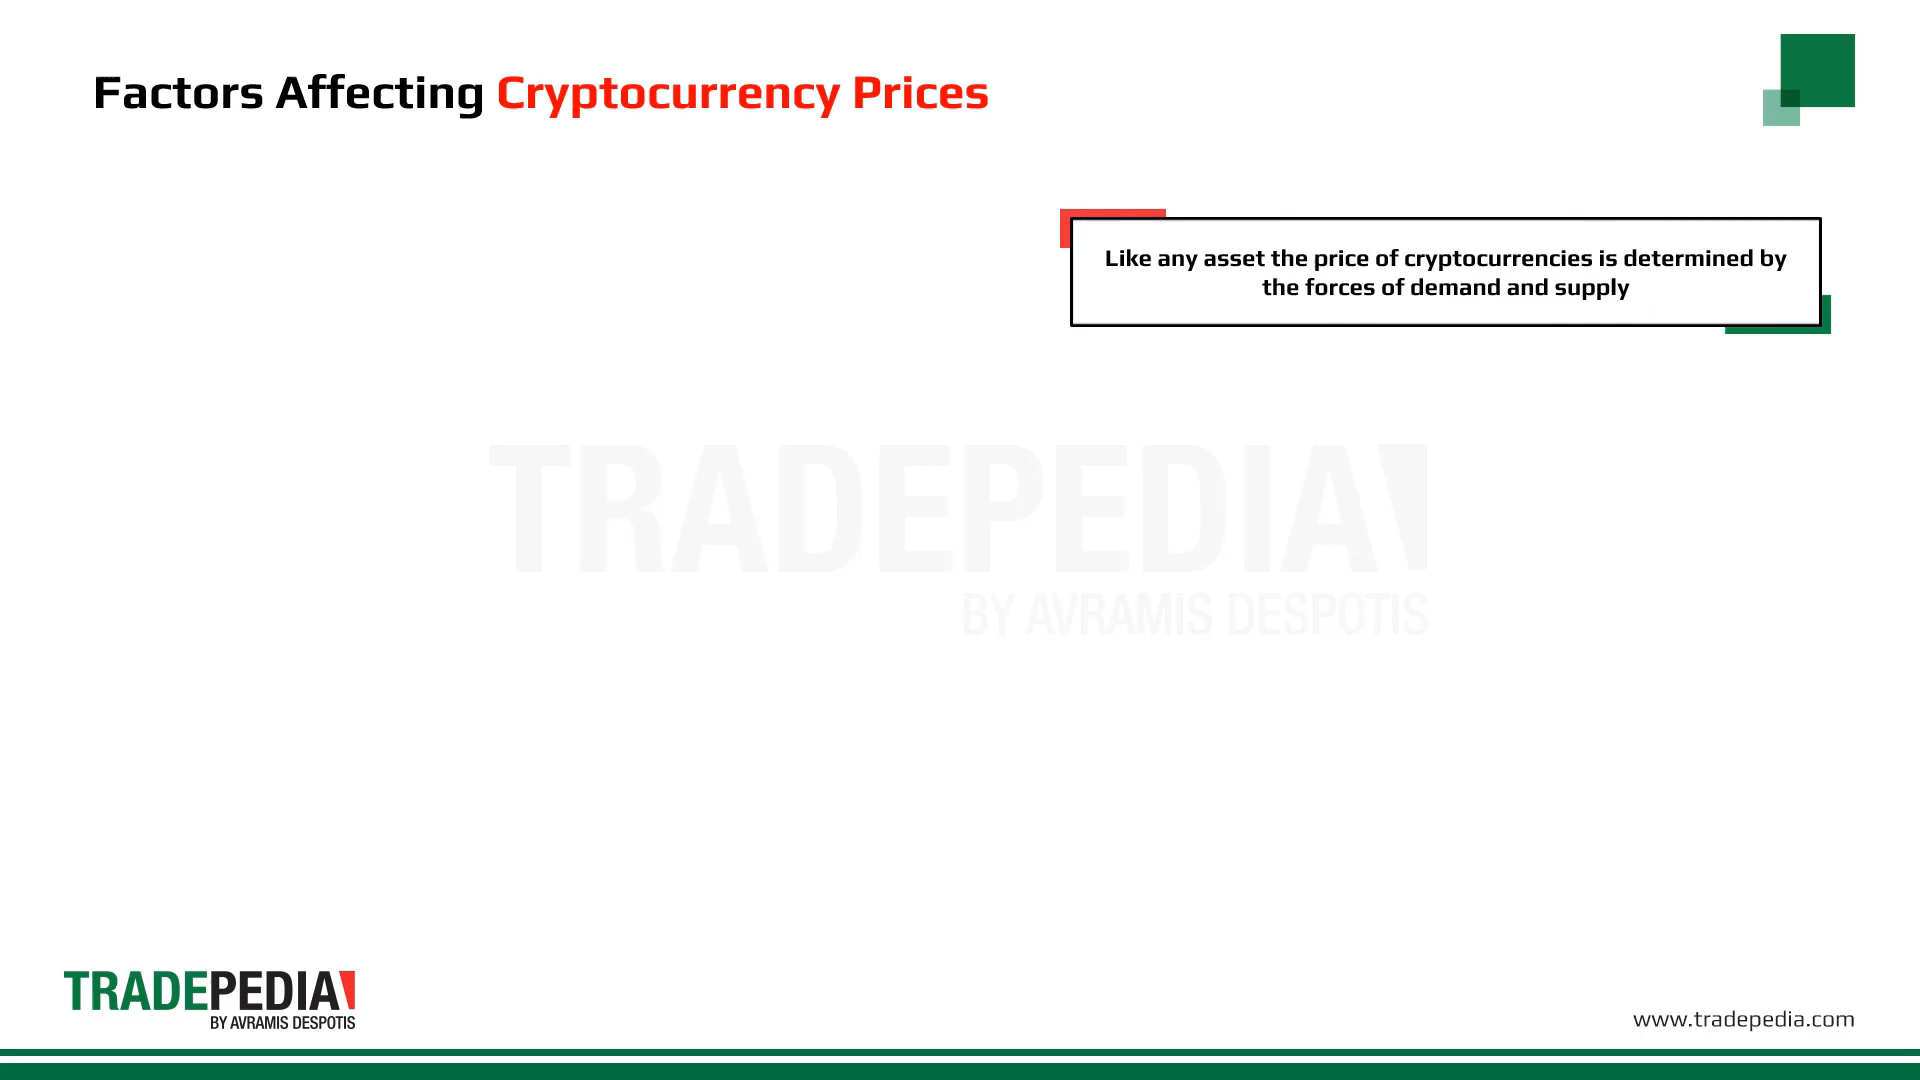 Factors Affecting Cryptocurrency Prices
Like any asset the price of cryptocurrencies is determined by
the forces of demand and supply
TRADEPEDIA
BY AVRAMIS DESPOTIS
TRADEPEDIA
BY AVRAMIS DESPOTIS
www.tradepedia.com